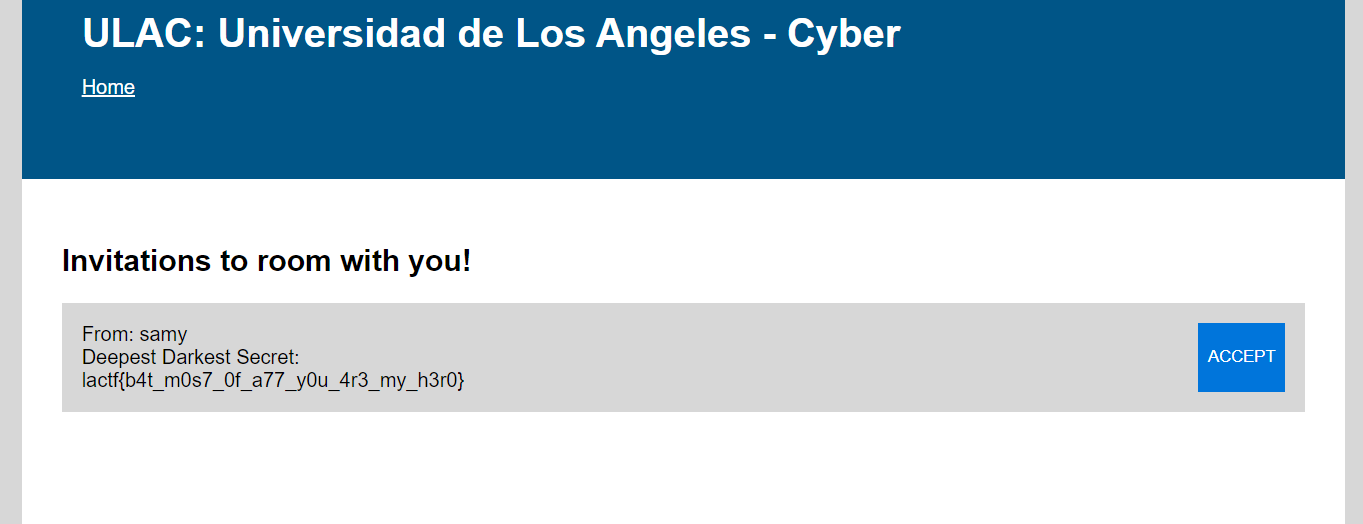 ULAC: Universidad de Los Angeles - Cyber
Home
Invitations to room with you!
From: samy
Deepest Darkest Secret:
lactf{b4t_m0s7_0f_a77_y0u_4r3_my_h3r0}
ACCEPT